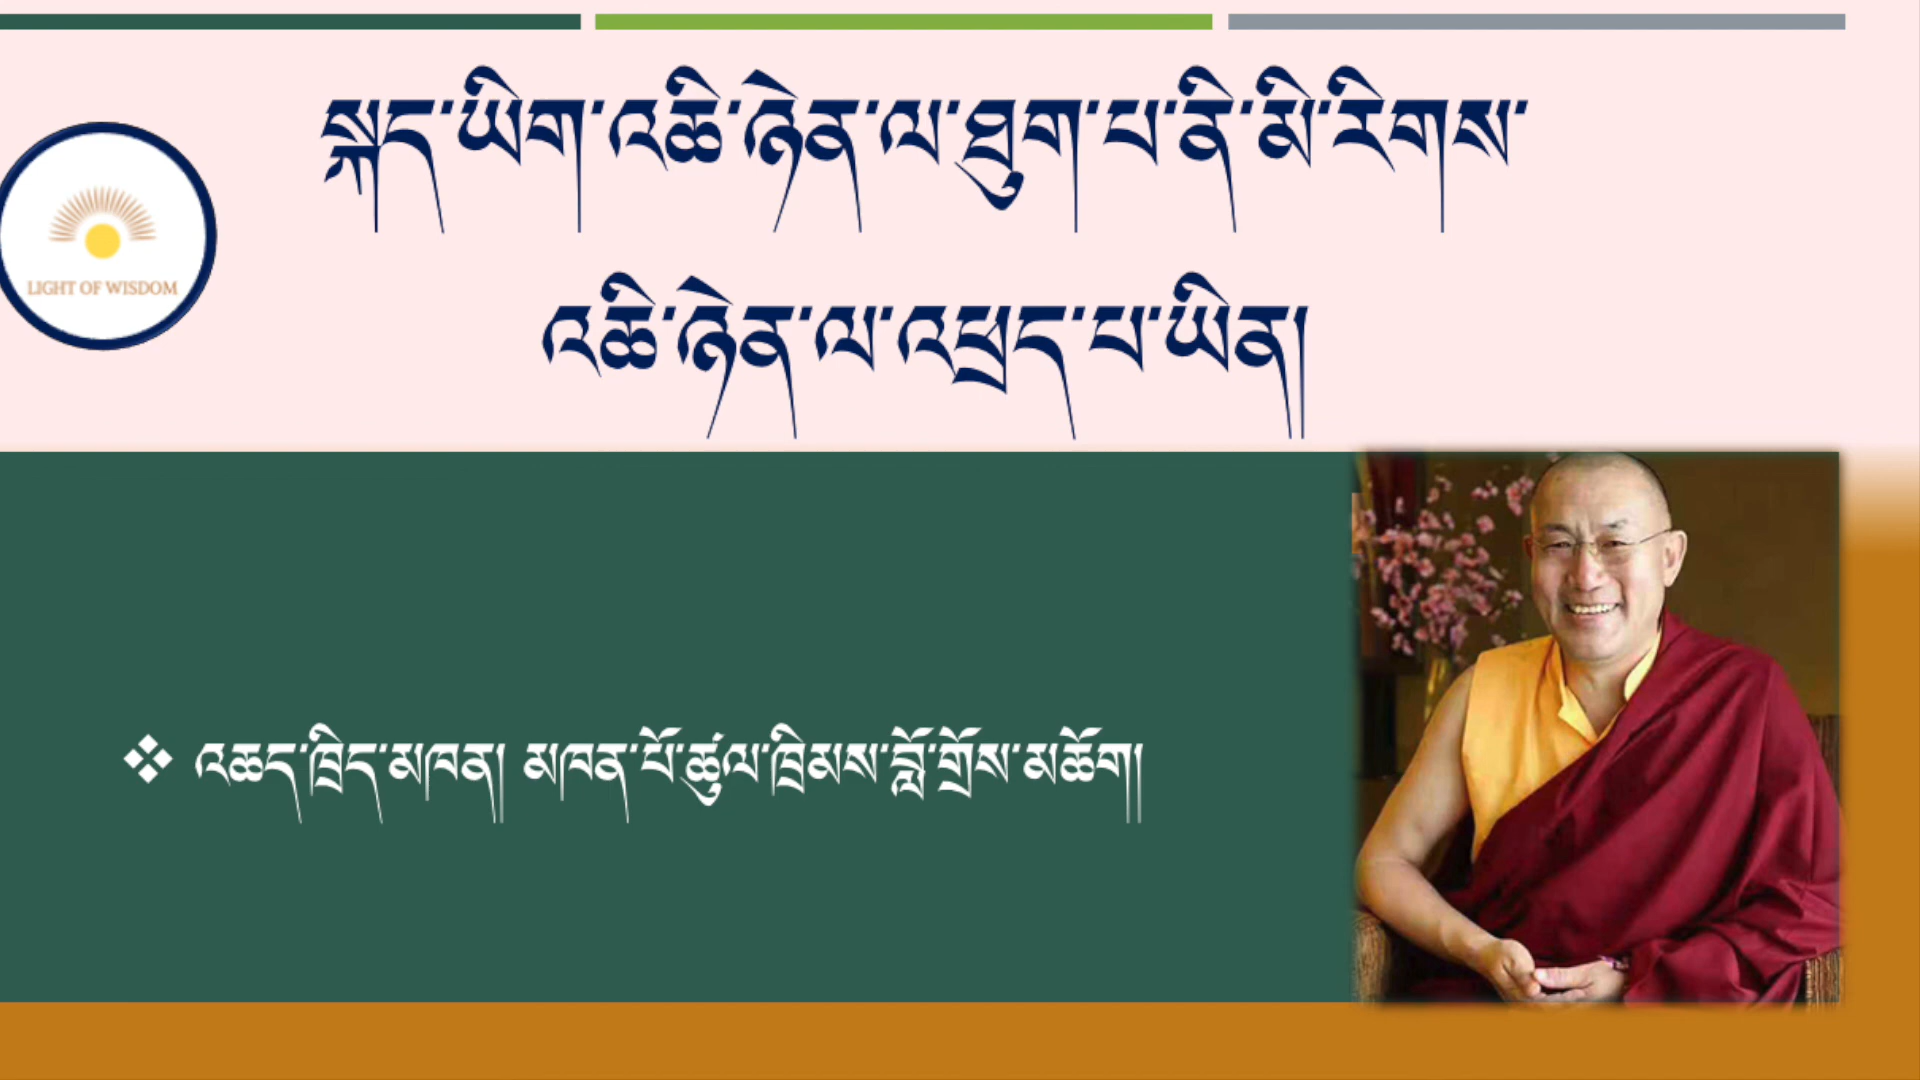 སྐད་ཡིག་འཆི་ཉེན་ལ་ཐུག་པ་ནི་མི་རིགས་
འཆི་ཉེན་ལ་འཕྲད་པ་ཡིན།
LIGHT OF WISDOM
❖ འཆད་ཁྲིད་མཁན། མཁན་པོ་ཚུལ་ཁྲིམས་བློ་གྲོས་མཆོག།